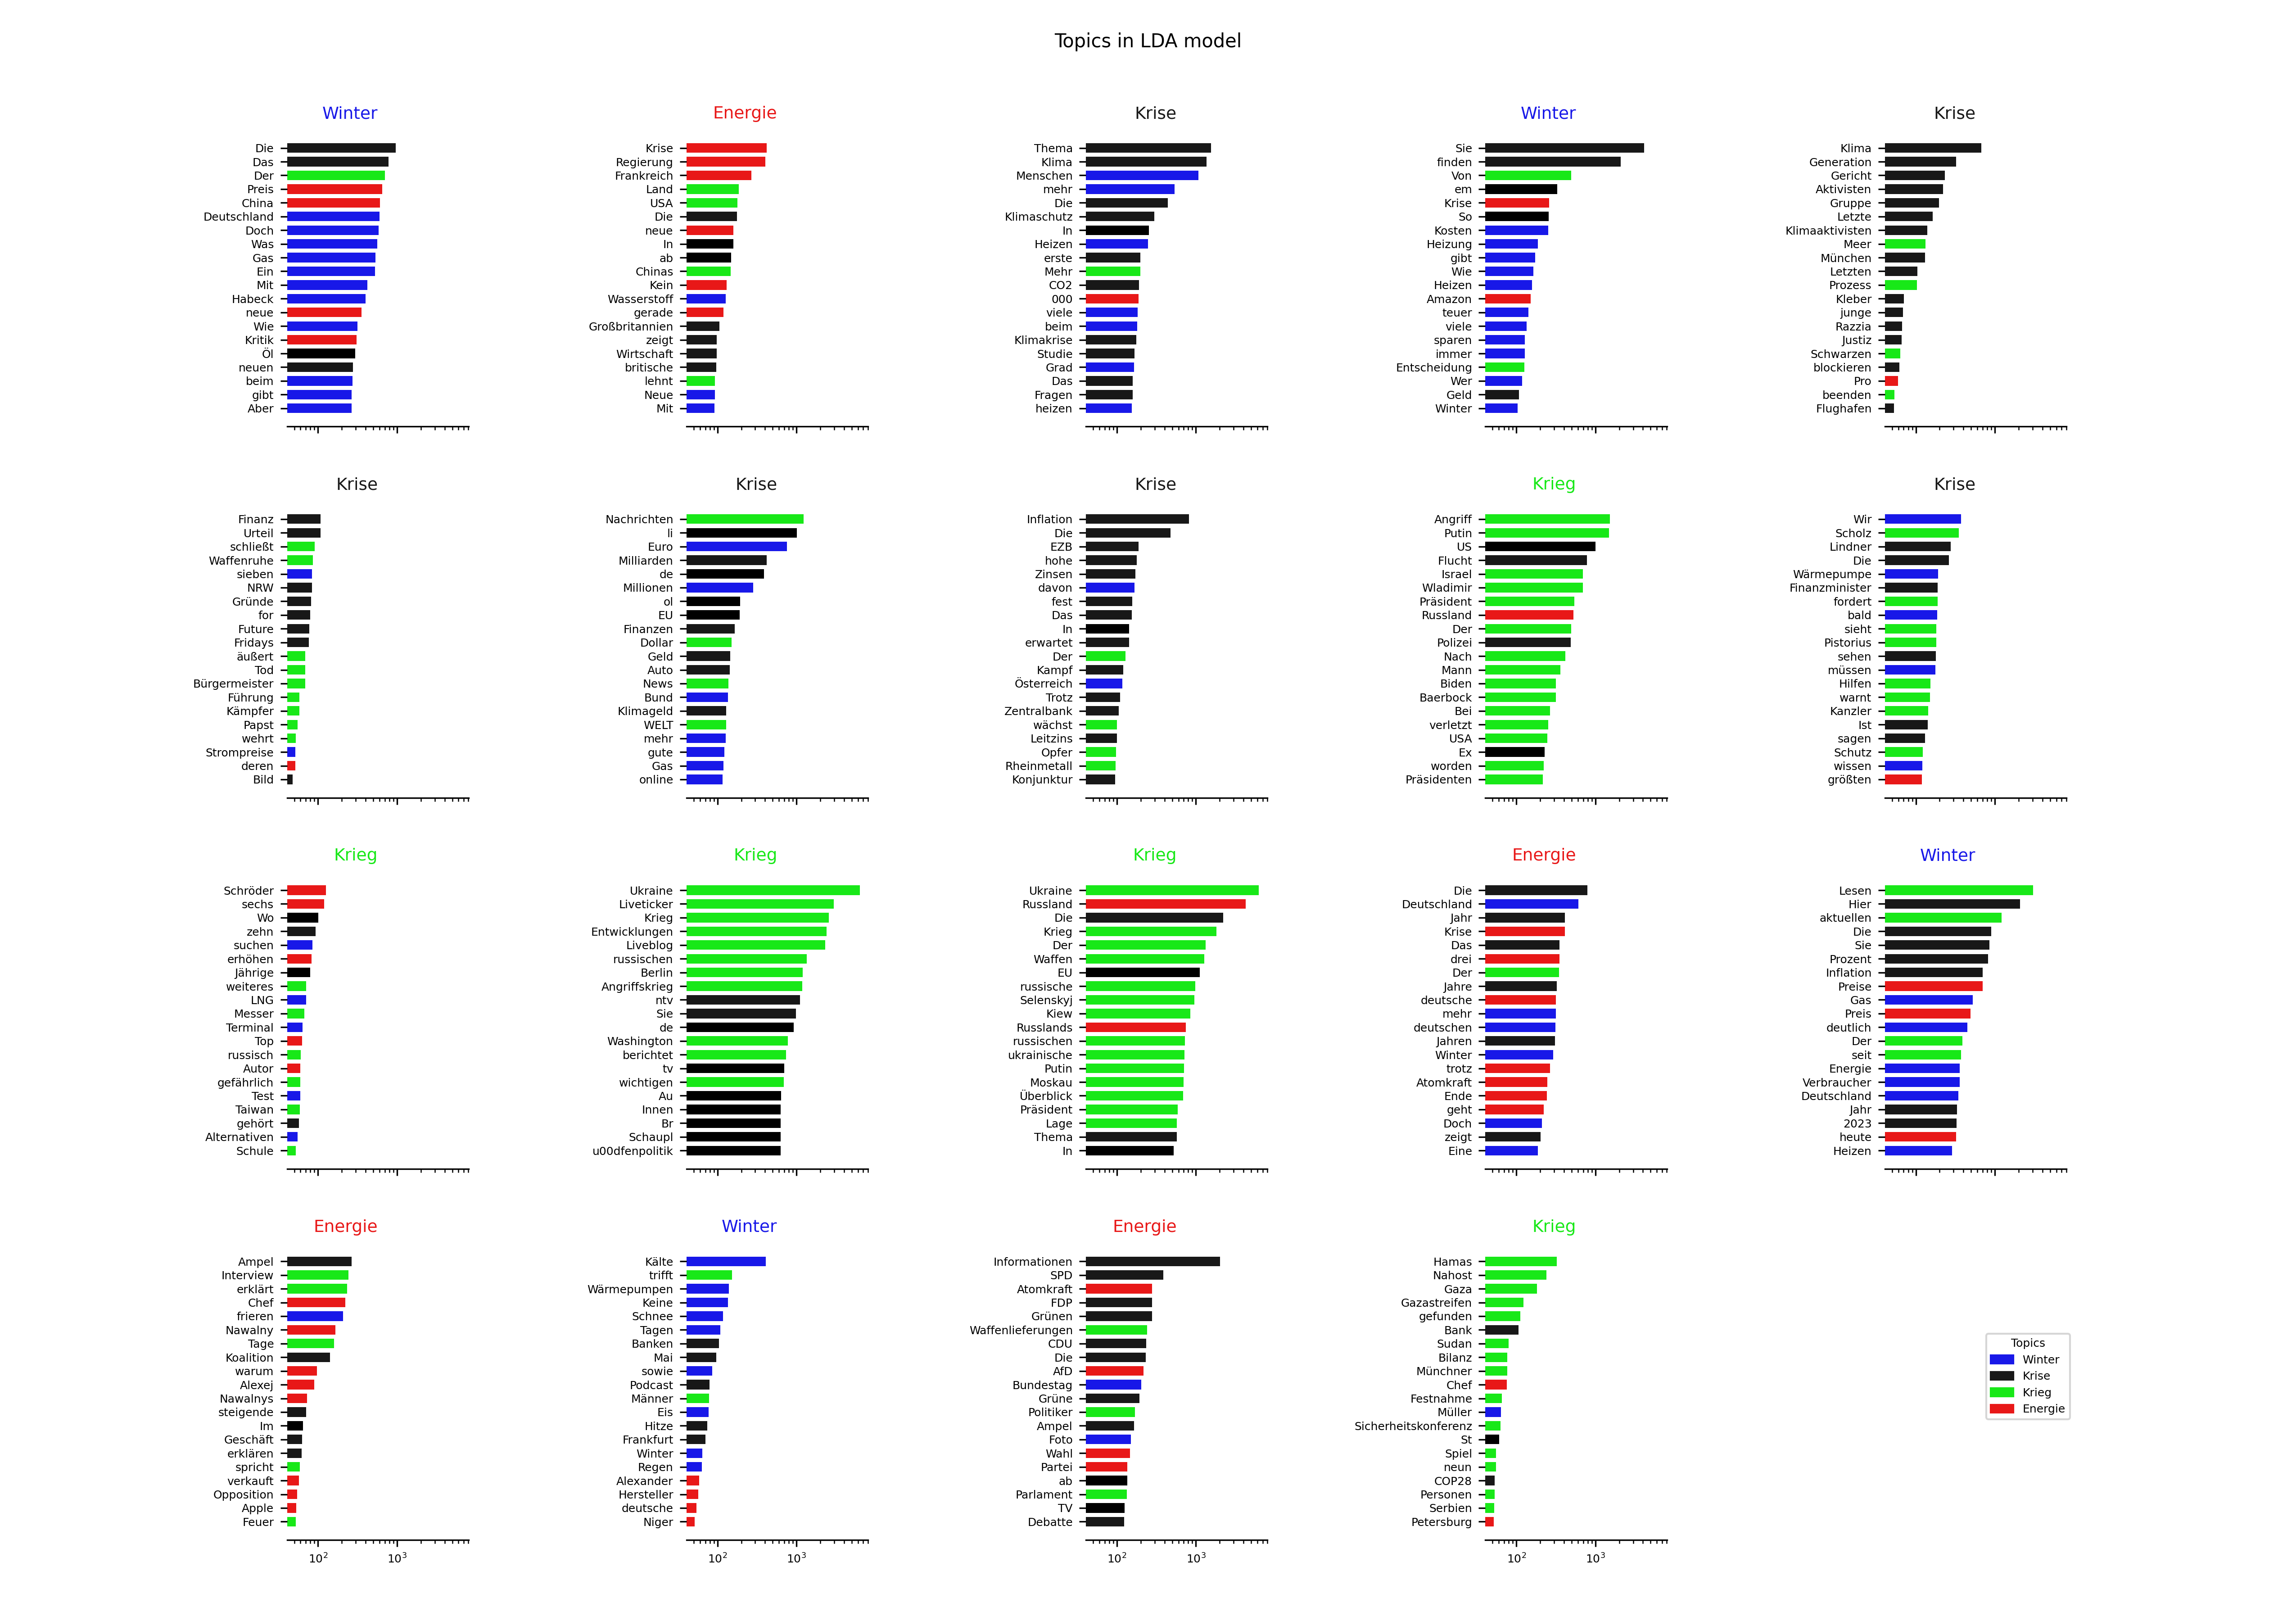 Topics in LDA model
Winter
Die
Das
Der
Preis
China
Deutschland
Doch
Was
Gas
Ein
Mit
Habeck
neue
Wie
Kritik
Öl
neuen
beim
gibt
Aber
Energie
Krise
Regierung
Frankreich
Land
USA
Die
neue
In
ab
Chinas
Kein
Wasserstoff
gerade
Großbritannien
zeigt
Wirtschaft
britische
lehnt
Neue
Mit
Krise
Thema
Klima
Menschen
mehr
Die
Klimaschutz
In
Heizen
erste
Mehr
CO2
000
viele
beim
Klimakrise
Studie
Grad
Das
Fragen
heizen
Winter
Sie
finden
Von
em
Krise
So
Kosten
Heizung
gibt
Wie
Heizen
Amazon
teuer
viele
sparen
immer
Entscheidung
Wer
Geld
Winter
Krise
Klima
Generation
Gericht
Aktivisten
Gruppe
Letzte
Klimaaktivisten
Meer
München
Letzten
Prozess
Kleber
junge
Razzia
Justiz
Schwarzen
blockieren
Pro
beenden
Flughafen
Krise
Finanz
Urteil
schließt
Waffenruhe
sieben
NRW
Gründe
for
Future
Fridays
äußert
Tod
Bürgermeister
Führung
Kämpfer
Papst
wehrt
Strompreise
deren
Bild
Krise
Nachrichten
li
Euro
Milliarden
de
Millionen
ol
EU
Finanzen
Dollar
Geld
Auto
News
Bund
Klimageld
WELT
mehr
gute
Gas
online
Krise
Inflation
Die
EZB
hohe
Zinsen
davon
fest
Das
In
erwartet
Der
Kampf
Österreich
Trotz
Zentralbank
wächst
Leitzins
Opfer
Rheinmetall
Konjunktur
Krieg
Angriff
Putin
US
Flucht
Israel
Wladimir
Präsident
Russland
Der
Polizei
Nach
Mann
Biden
Baerbock
Bei
verletzt
USA
Ex
worden
Präsidenten
Krise
Wir
Scholz
Lindner
Die
Wärmepumpe
Finanzminister
fordert
bald
sieht
Pistorius
sehen
müssen
Hilfen
warnt
Kanzler
Ist
sagen
Schutz
wissen
größten
Krieg
Schröder
sechs
Wo
zehn
suchen
erhöhen
Jährige
weiteres
LNG
Messer
Terminal
Top
russisch
Autor
gefährlich
Test
Taiwan
gehört
Alternativen
Schule
Krieg
Ukraine
Liveticker
Krieg
Entwicklungen
Liveblog
russischen
Berlin
Angriffskrieg
ntv
Sie
de
Washington
berichtet
tv
wichtigen
Au
Innen
Br
Schaupl
u00dfenpolitik
Krieg
Ukraine
Russland
Die
Krieg
Der
Waffen
EU
russische
Selenskyj
Kiew
Russlands
russischen
ukrainische
Putin
Moskau
Überblick
Präsident
Lage
Thema
In
Energie
Die
Deutschland
Jahr
Krise
Das
drei
Der
Jahre
deutsche
mehr
deutschen
Jahren
Winter
trotz
Atomkraft
Ende
geht
Doch
zeigt
Eine
Winter
Lesen
Hier
aktuellen
Die
Sie
Prozent
Inflation
Preise
Gas
Preis
deutlich
Der
seit
Energie
Verbraucher
Deutschland
Jahr
2023
heute
Heizen
Energie
Ampel
Interview
erklärt
Chef
frieren
Nawalny
Tage
Koalition
warum
Alexej
Nawalnys
steigende
Im
Geschäft
erklären
spricht
verkauft
Opposition
Apple
Feuer
10² 10³
Winter
Kälte
trifft
Wärmepumpen
Keine
Schnee
Tagen
Banken
Mai
sowie
Podcast
Männer
Eis
Hitze
Frankfurt
Winter
Regen
Alexander
Hersteller
deutsche
Niger
10² 10³
Energie
Informationen
SPD
Atomkraft
FDP
Grünen
Waffenlieferungen
CDU
Die
AfD
Bundestag
Grüne
Politiker
Ampel
Foto
Wahl
Partei
ab
Parlament
TV
Debatte
10² 10³
Krieg
Hamas
Nahost
Gaza
Gazastreifen
gefunden
Bank
Sudan
Bilanz
Münchner
Chef
Festnahme
Müller
Sicherheitskonferenz
St
Spiel
neun
COP28
Personen
Serbien
Petersburg
10² 10³
Topics
Winter
Krise
Krieg
Energie